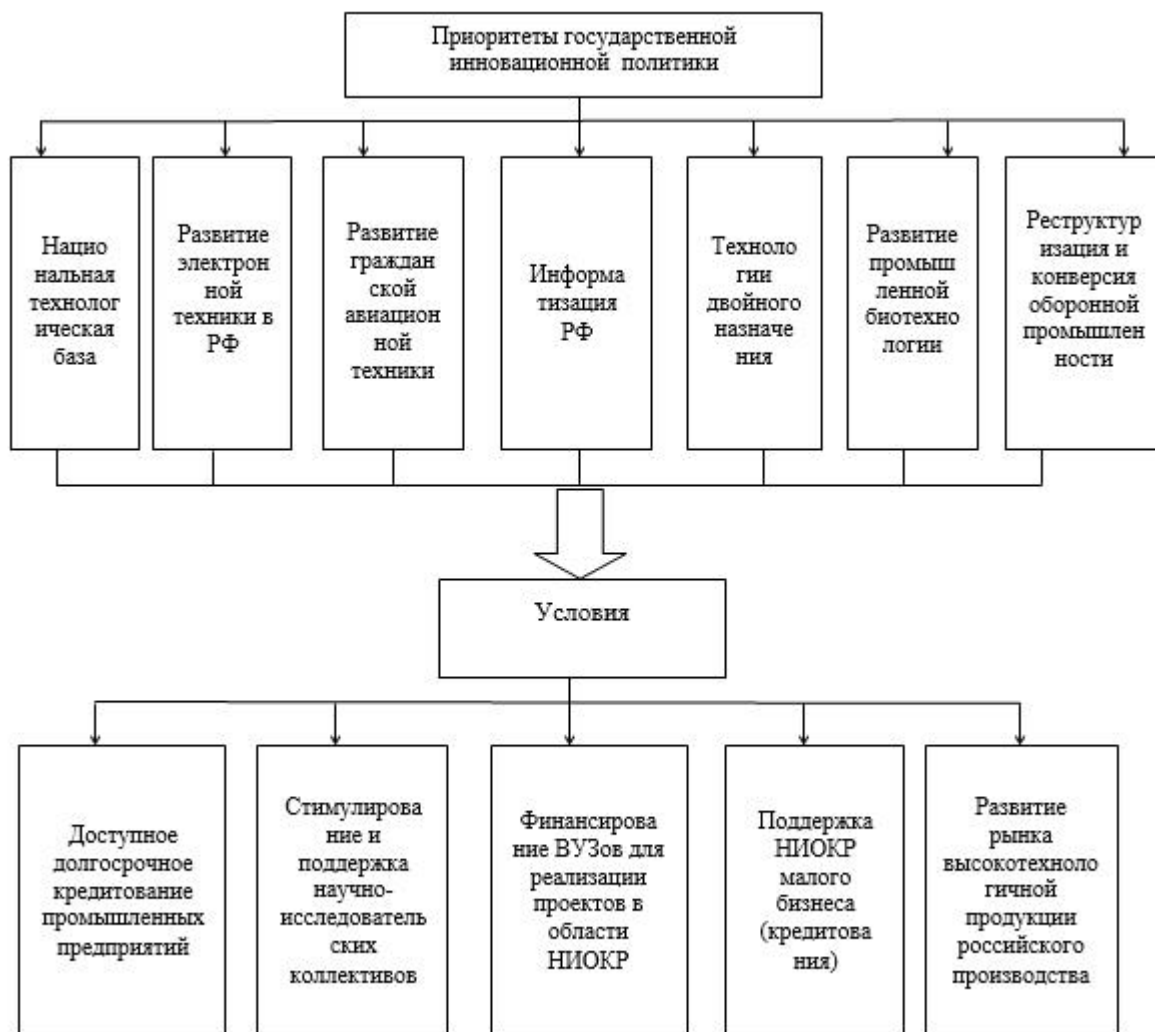 Приоритеты государственной
инновационной политики
Нацио
нальная
технолог
ическая
база
Развитие
электрон
ной
техники в
РФ
Развитие
граждан
ской
авиацион
ной
техники
Информа
тизация
РФ
Техноло
гии
двойного
назначе
ния
Развитие
промыш
ленной
биотехно
логии
Реструктур
изация и
конверсия
оборонной
промышлен
ности
Условия
Доступное
долгосрочное
кредитование
промышленных
предприятий
Стимулирова
ние и
поддержка
научно-
исследователь
ских
коллективов
Финансирова
ние ВУЗов для
реализации
проектов в
области
НИОКР
Поддержка
НИОКР
малого
бизнеса
(кредитова
ния)
Развитие
рынка
высокотехноло
гичной
продукции
российского
производства